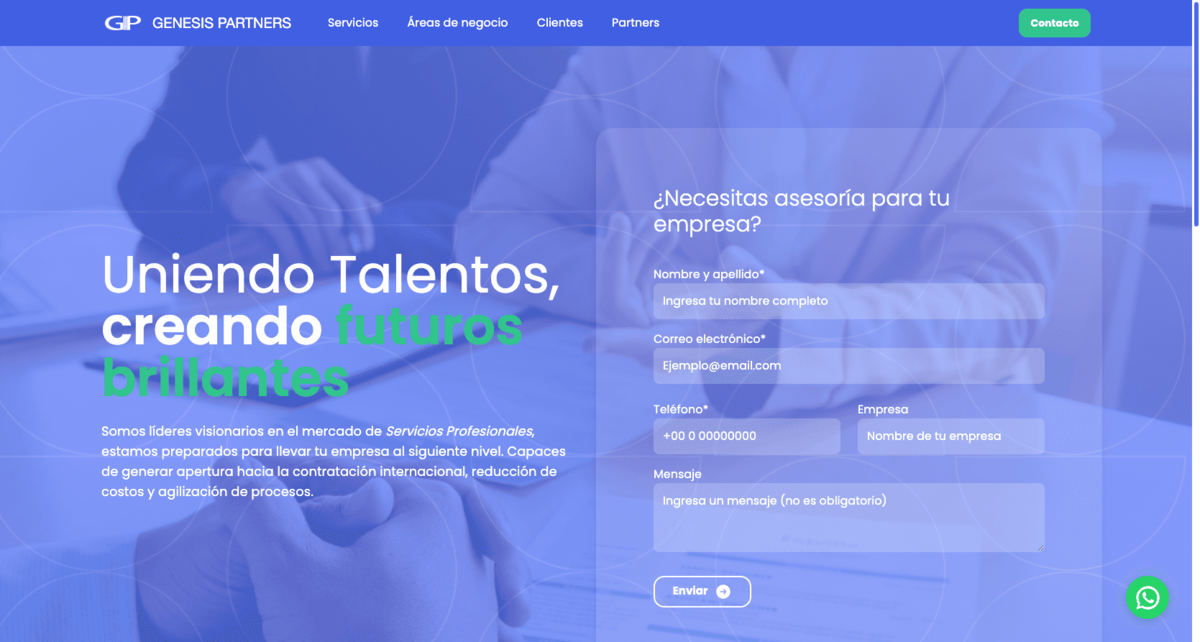 GP GENESIS PARTNERS
Servicios
Áreas de negocio
Clientes
Partners
Contacto
Uniendo Talentos,
creando futuros
brillantes
Somos líderes visionarios en el mercado de Servicios Profesionales,
estamos preparados para llevar tu empresa al siguiente nivel. Capaces
de generar apertura hacia la contratación internacional, reducción de
costos y agilización de procesos.
¿Necesitas asesoría para tu
empresa?
Nombre y apellido*
Ingresa tu nombre completo
Correo electrónico*
Ejemplo@email.com
Teléfono*
+00 0 00000000
Empresa
Nombre de tu empresa
Mensaje
Ingresa un mensaje (no es obligatorio)
Enviar